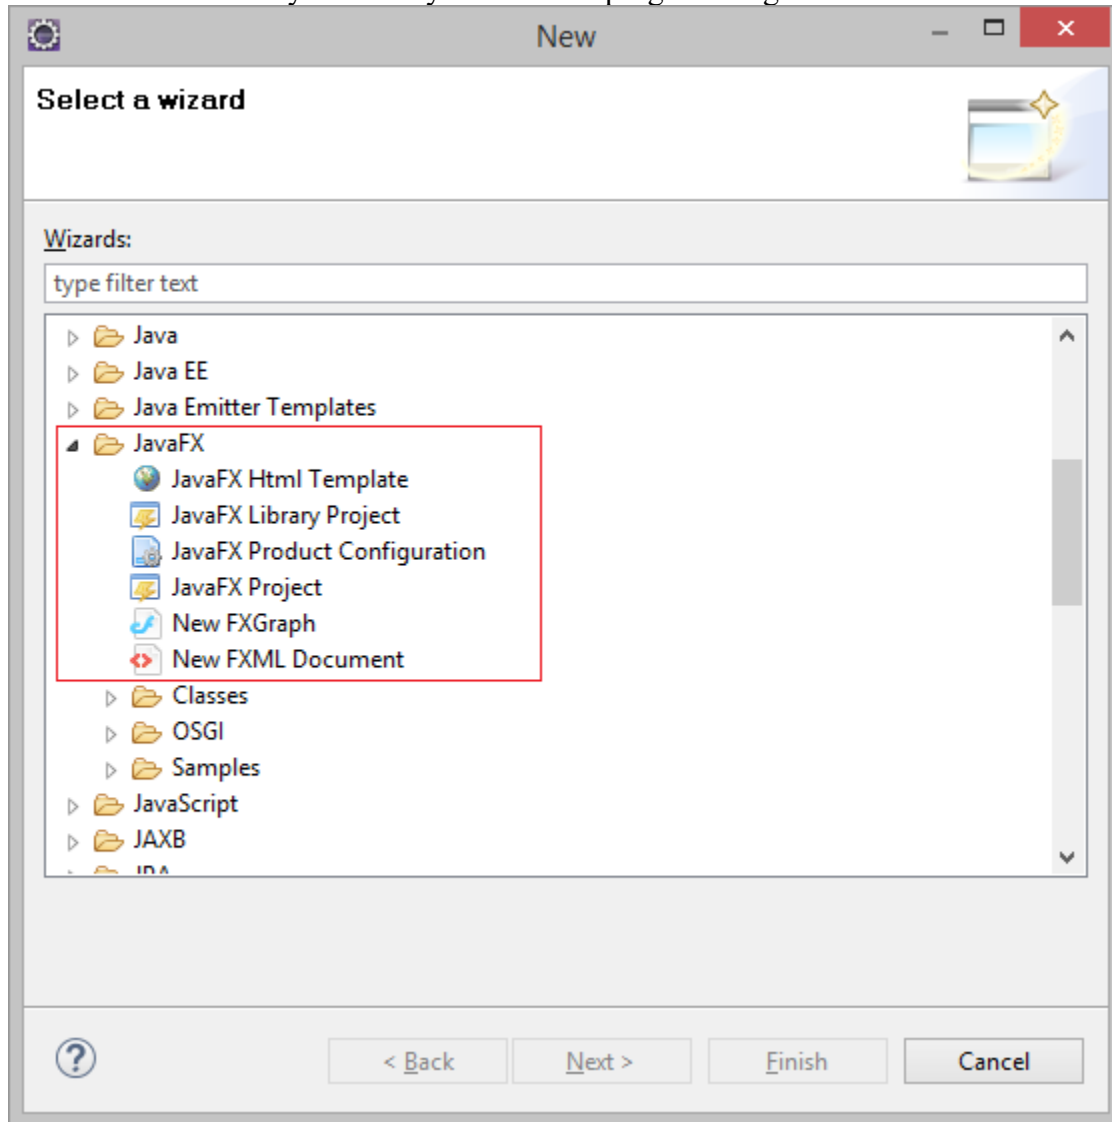 New
Select a wizard
Wizards:
type filter text
Java
Java EE
Java Emitter Templates
JavaFX
JavaFX Html Template
JavaFX Library Project
JavaFX Product Configuration
JavaFX Project
New FXGraph
New FXML Document
Classes
OSGI
Samples
JavaScript
JAXB
< Back Next > Finish Cancel